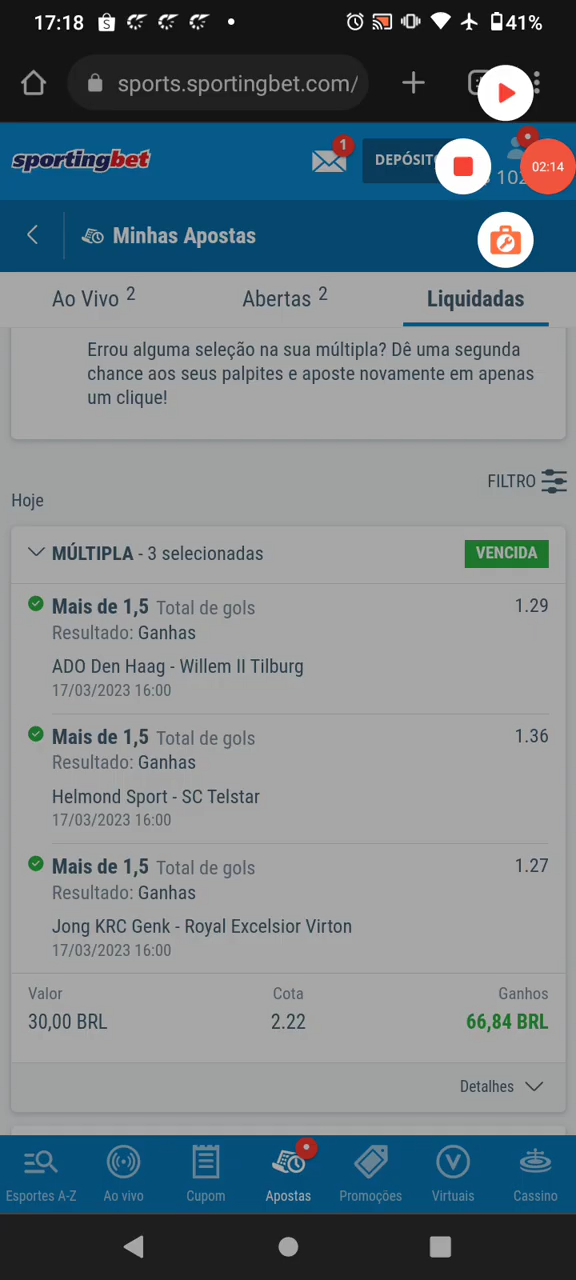 17:18
41%
sports.sportingbet.com/
sportingbet
1
DEPÓSITO
102
02:14
Minhas Apostas
Ao Vivo 2
Abertas 2
Liquidadas
Errou alguma seleção na sua múltipla? Dê uma segunda
chance aos seus palpites e aposte novamente em apenas
um clique!
FILTRO
Hoje
MÚLTIPLA - 3 selecionadas
VENCIDA
Mais de 1,5 Total de gols
1.29
Resultado: Ganhas
ADO Den Haag - Willem II Tilburg
17/03/2023 16:00
Mais de 1,5 Total de gols
1.36
Resultado: Ganhas
Helmond Sport - SC Telstar
17/03/2023 16:00
Mais de 1,5 Total de gols
1.27
Resultado: Ganhas
Jong KRC Genk - Royal Excelsior Virton
17/03/2023 16:00
Valor
Cota
Ganhos
30,00 BRL
2.22
66,84 BRL
Detalhes
Esportes A-Z
Ao vivo
Cupom
Apostas
Promoções
Virtuais
Cassino